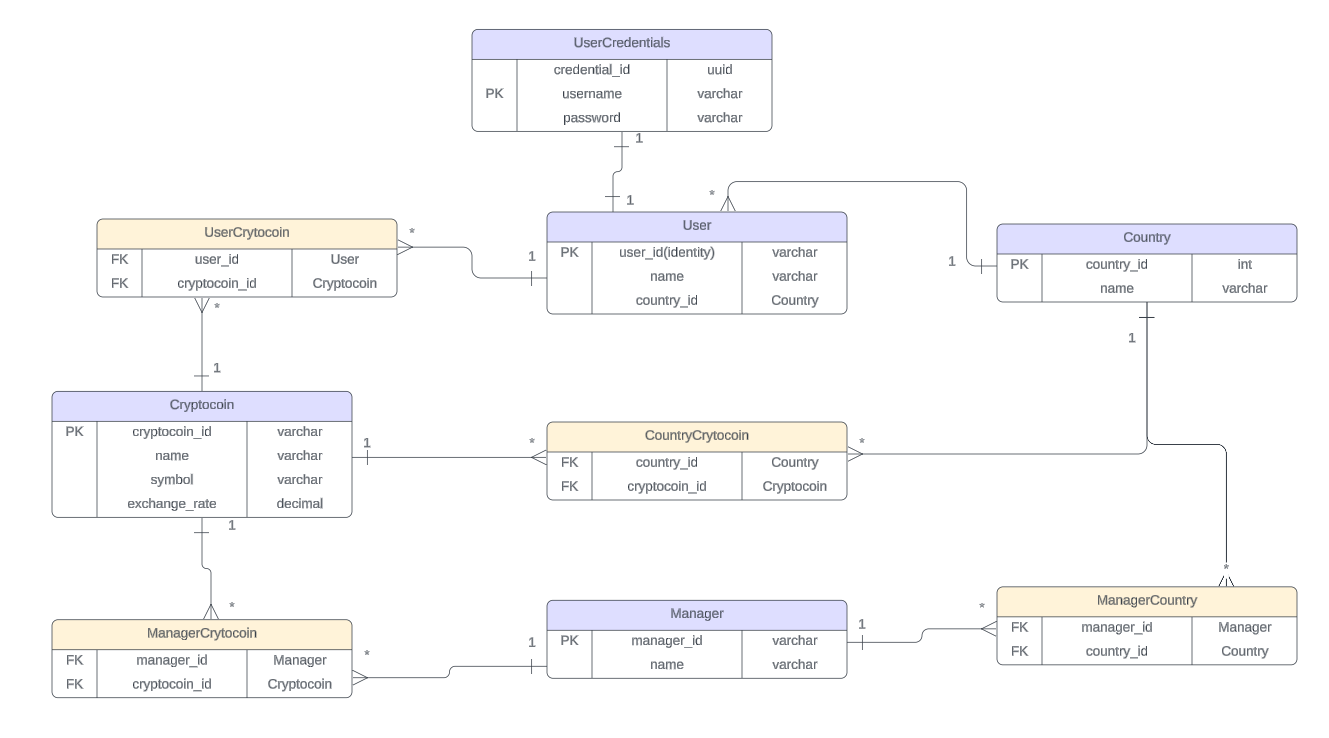 UserCredentials
credential_id uuid
PK username varchar
password varchar
1
1
*
User
PK user_id(identity) varchar
name varchar
country_id Country
UserCrytocoin
FK user_id User
FK cryptocoin_id Cryptocoin
*
1
Country
PK country_id int
name varchar
1
*
1
1
Cryptocoin
PK cryptocoin_id varchar
name varchar
symbol varchar
exchange_rate decimal
1
*
CountryCrytocoin
FK country_id Country
FK cryptocoin_id Cryptocoin
*
1
*
*
ManagerCrytocoin
FK manager_id Manager
FK cryptocoin_id Cryptocoin
*
1
Manager
PK manager_id varchar
name varchar
1
*
ManagerCountry
FK manager_id Manager
FK country_id Country